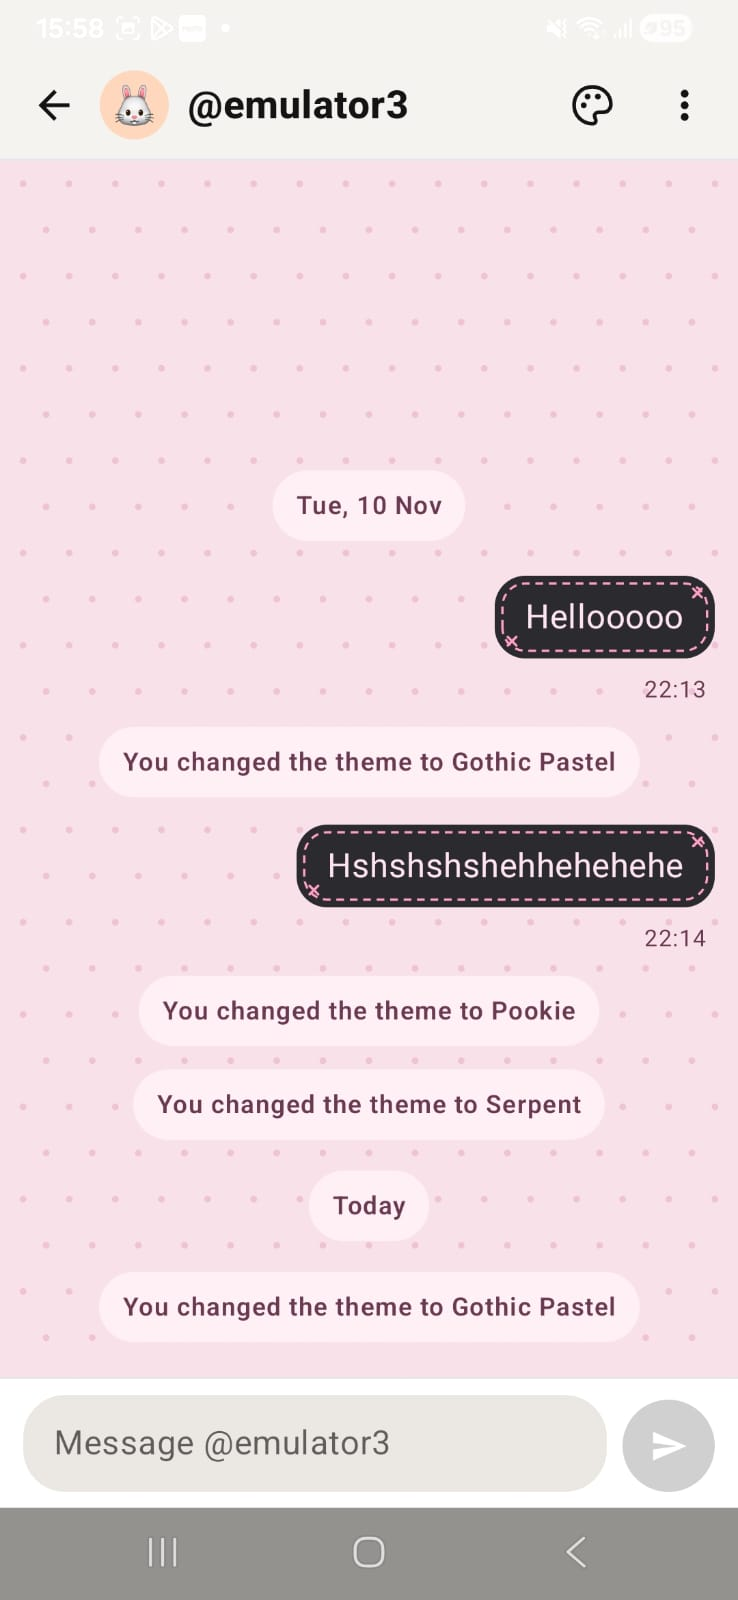 15:58
95
@emulator3
Tue, 10 Nov
Hellooooo
22:13
You changed the theme to Gothic Pastel
Hshshshshehhehehehe
22:14
You changed the theme to Pookie
You changed the theme to Serpent
Today
You changed the theme to Gothic Pastel
Message @emulator3